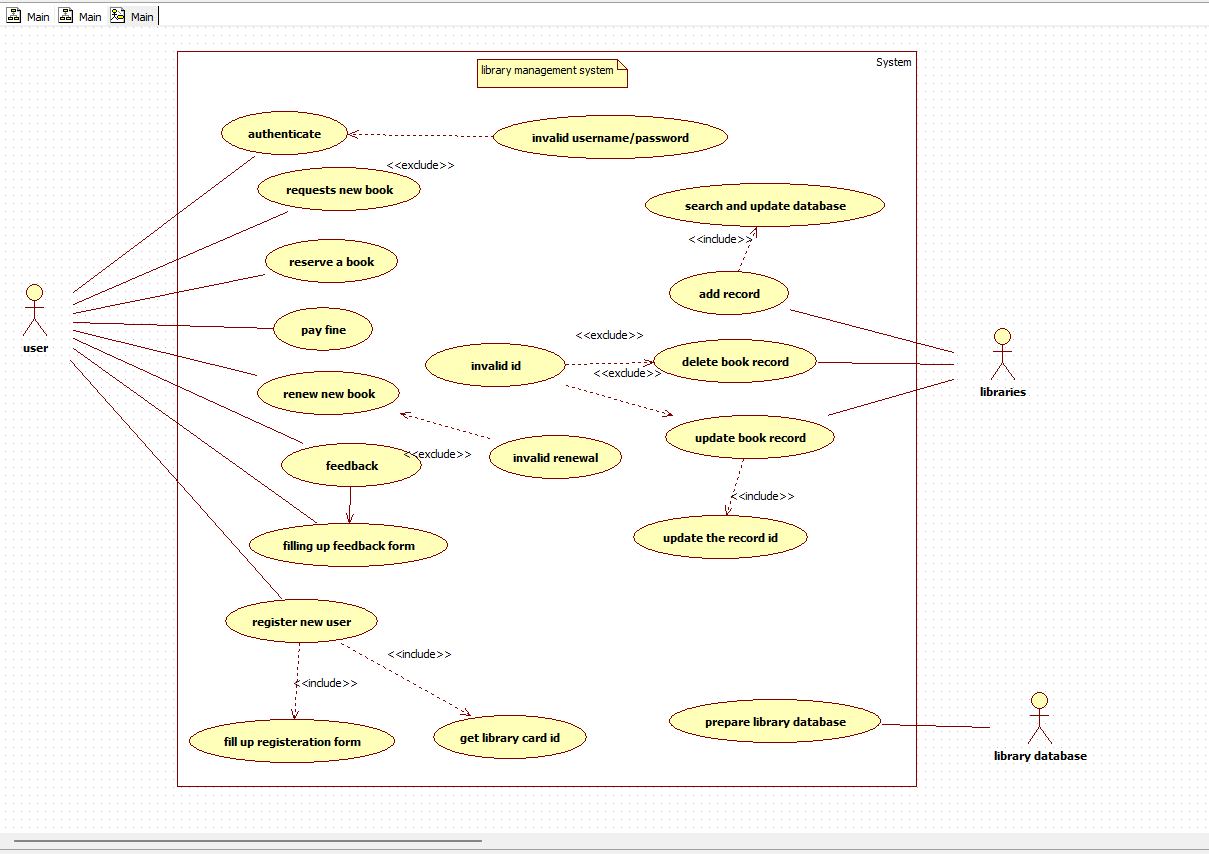 Main Main Main
System
library management system
authenticate
invalid username/password
<<exclude>>
requests new book
search and update database
<<include>>
reserve a book
add record
pay fine
<<exclude>>
user
invalid id
delete book record
<<exclude>>
libraries
renew new book
update book record
<<exclude>>
invalid renewal
feedback
<<include>>
filling up feedback form
update the record id
register new user
<<include>>
<<include>>
fill up registeration form
get library card id
prepare library database
library database